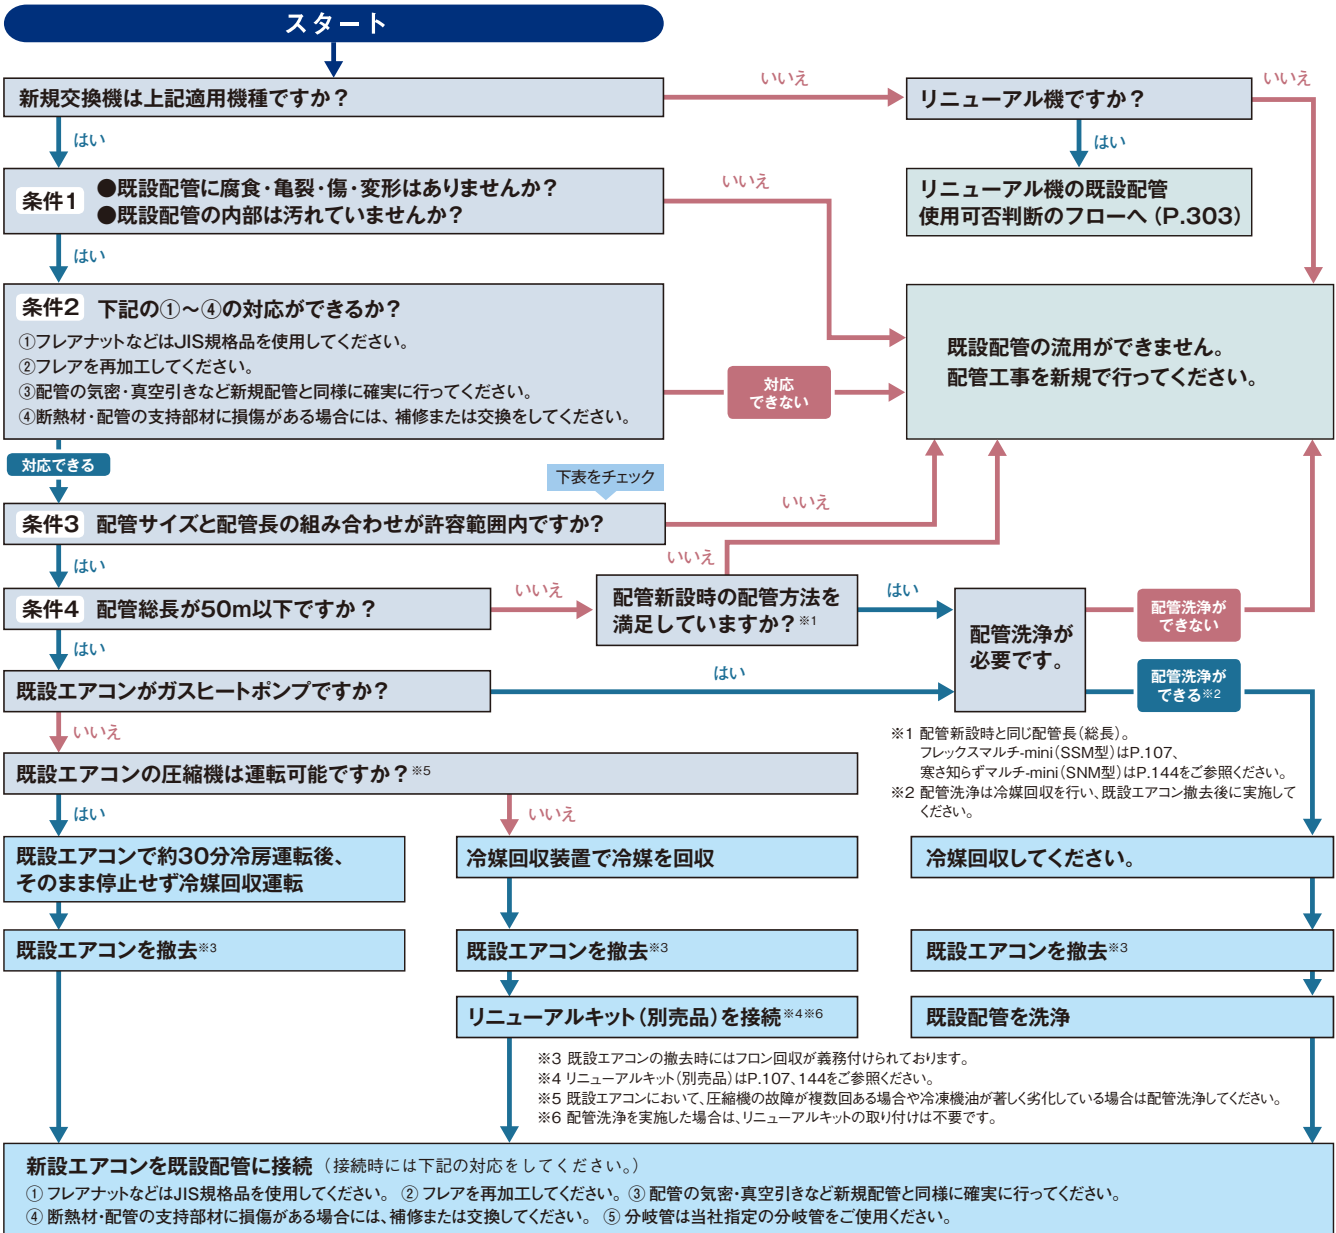 スタート
新規交換機は上記適用機種ですか？
いいえ
リニューアル機ですか？
いいえ
はい
はい
条件1
●既設配管に腐食・亀裂・傷・変形はありませんか？
●既設配管の内部は汚れていませんか？
いいえ
リニューアル機の既設配管
使用可否判断のフローへ（P.303）
はい
条件2 下記の①～④の対応ができるか？
①フレアナットなどはJIS規格品を使用してください。
②フレアを再加工してください。
③配管の気密・真空引きなど新規配管と同様に確実に行ってください。
④断熱材・配管の支持部材に損傷がある場合には、補修または交換をしてください。
対応
できない
既設配管の流用ができません。
配管工事を新規で行ってください。
対応できる
下表をチェック
条件3 配管サイズと配管長の組み合わせが許容範囲内ですか？
いいえ
はい
条件4 配管総長が50m以下ですか？
いいえ
いいえ
配管新設時の配管方法を
満足していますか？※1
はい
配管洗浄が
必要です。
配管洗浄が
できない
はい
既設エアコンがガスヒートポンプですか？
はい
配管洗浄が
できる※2
いいえ
※1 配管新設時と同じ配管長（総長）。
フレックスマルチ-mini（SSM型）はP.107、
寒さ知らずマルチ-mini（SNM型）はP.144をご参照ください。
※2 配管洗浄は冷媒回収を行い、既設エアコン撤去後に実施して
ください。
既設エアコンの圧縮機は運転可能ですか？※5
はい
いいえ
既設エアコンで約30分冷房運転後、
そのまま停止せず冷媒回収運転
冷媒回収装置で冷媒を回収
冷媒回収してください。
既設エアコンを撤去※3
既設エアコンを撤去※3
既設エアコンを撤去※3
リニューアルキット（別売品）を接続※4※6
既設配管を洗浄
※3 既設エアコンの撤去時にはフロン回収が義務付けられております。
※4 リニューアルキット（別売品）はP.107、144をご参照ください。
※5 既設エアコンにおいて、圧縮機の故障が複数回ある場合や冷凍機油が著しく劣化している場合は配管洗浄してください。
※6 配管洗浄を実施した場合は、リニューアルキットの取り付けは不要です。
新設エアコンを既設配管に接続（接続時には下記の対応をしてください。）
① フレアナットなどはJIS規格品を使用してください。 ② フレアを再加工してください。 ③ 配管の気密・真空引きなど新規配管と同様に確実に行ってください。
④ 断熱材・配管の支持部材に損傷がある場合には、補修または交換してください。 ⑤ 分岐管は当社指定の分岐管をご使用ください。